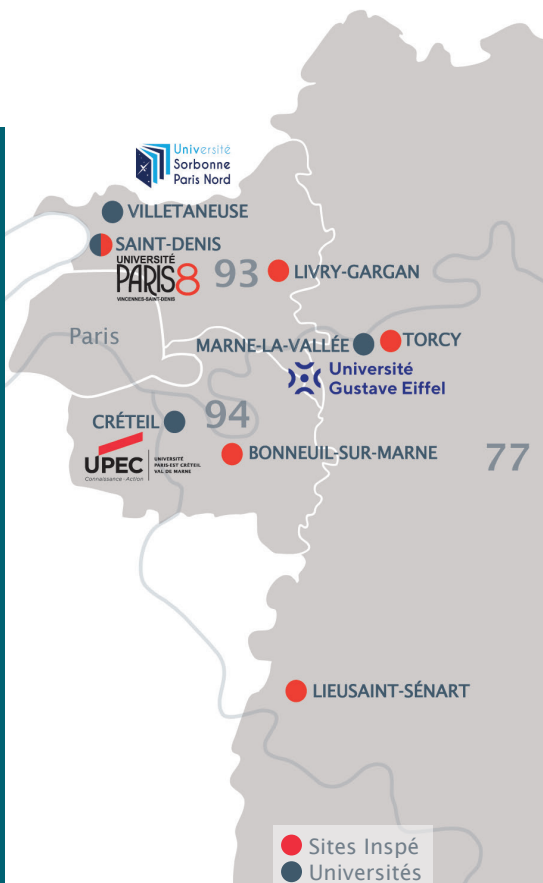 Université
Sorbonne
Paris Nord
VILLETANEUSE
SAINT-DENIS
UNIVERSITÉ
PARIS8
VINCENNES-SAINT-DENIS
93
LIVRY-GARGAN
Paris
MARNE-LA-VALLÉE
TORCY
Université
Gustave Eiffel
CRÉTEIL
94
UPEC
Connaissance - Action
UNIVERSITÉ
PARIS-EST CRÉTEIL
VAL DE MARNE
BONNEUIL-SUR-MARNE
77
LIEUSAINT-SÉNART
Sites Inspé
Universités